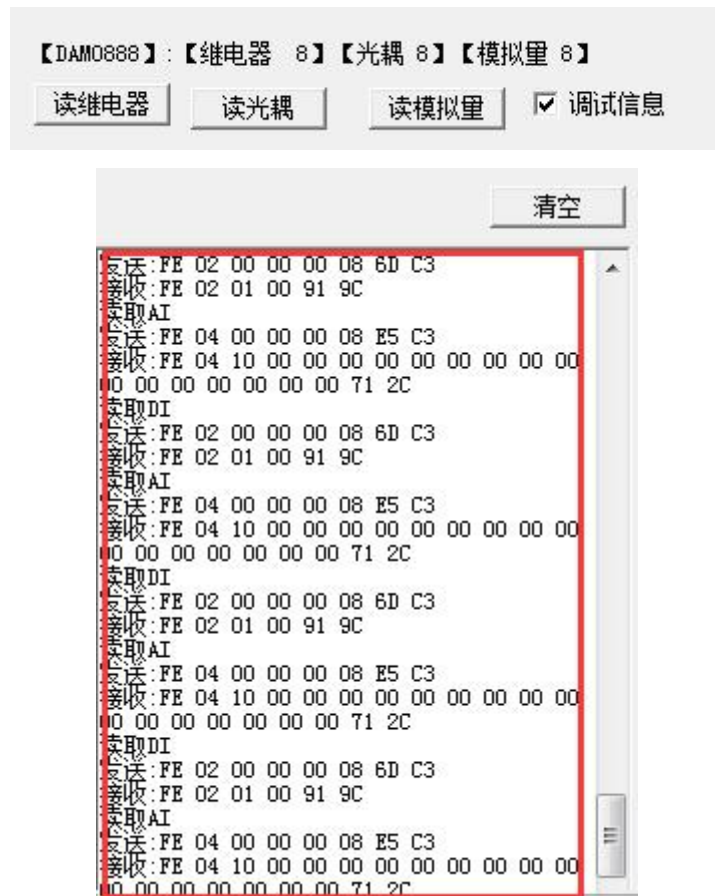 【DAM0888】:【继电器 8】【光耦 8】【模拟量 8】
读继电器 读光耦 读模拟量 调试信息
清空
发送:FE 02 00 00 00 08 6D C3
接收:FE 02 01 00 91 9C
读取AI
发送:FE 04 00 00 00 08 E5 C3
接收:FE 04 10 00 00 00 00 00 00 00 00 00
00 00 00 00 00 00 00 71 2C
读取DI
发送:FE 02 00 00 00 08 6D C3
接收:FE 02 01 00 91 9C
读取AI
发送:FE 04 00 00 00 08 E5 C3
接收:FE 04 10 00 00 00 00 00 00 00 00 00
00 00 00 00 00 00 00 71 2C
读取DI
发送:FE 02 00 00 00 08 6D C3
接收:FE 02 01 00 91 9C
读取AI
发送:FE 04 00 00 00 08 E5 C3
接收:FE 04 10 00 00 00 00 00 00 00 00 00
00 00 00 00 00 00 00 71 2C
读取DI
发送:FE 02 00 00 00 08 6D C3
接收:FE 02 01 00 91 9C
读取AI
发送:FE 04 00 00 00 08 E5 C3
接收:FE 04 10 00 00 00 00 00 00 00 00 00
00 00 00 00 00 00 00 71 2C